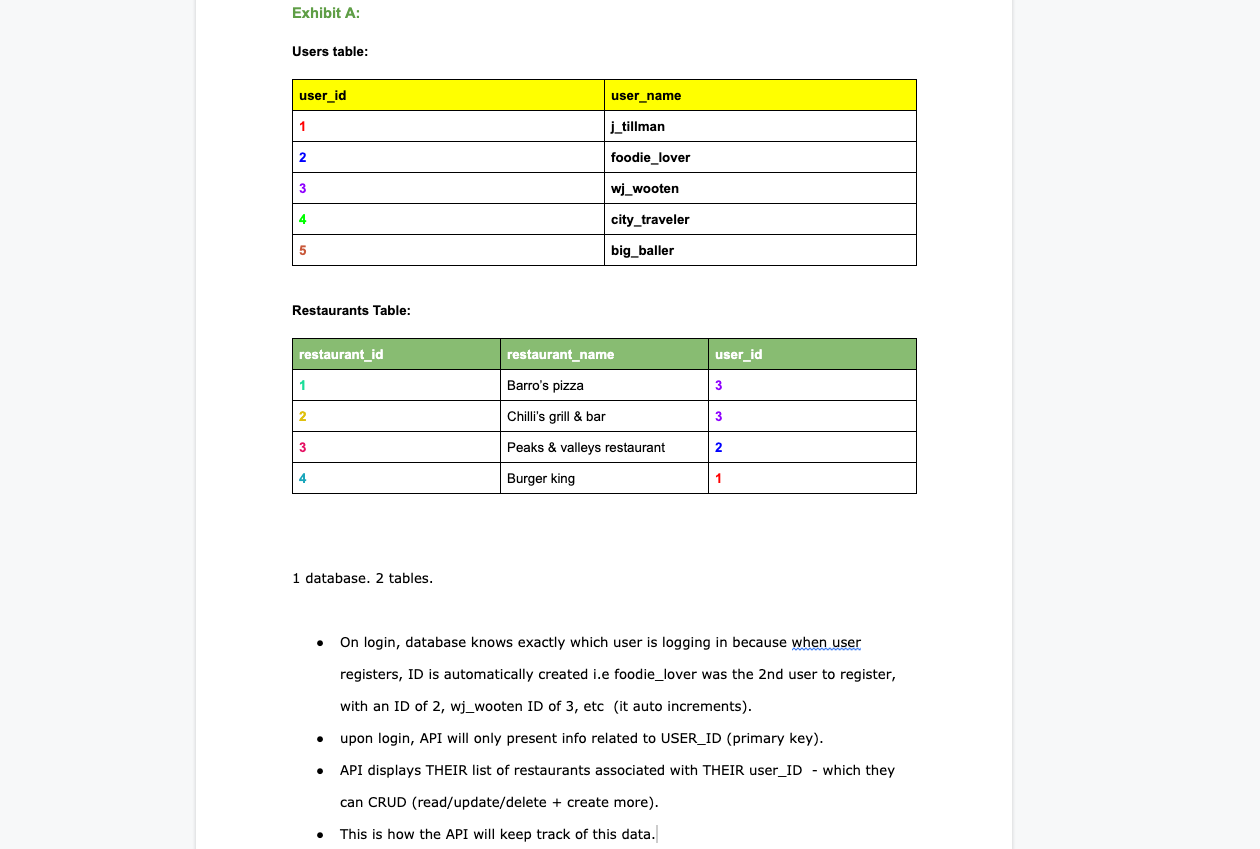 Exhibit A:
Users table:
user_id user_name
1 j_tillman
2 foodie_lover
3 wj_wooten
4 city_traveler
5 big_baller
Restaurants Table:
restaurant_id restaurant_name user_id
1 Barro's pizza 3
2 Chilli's grill & bar 3
3 Peaks & valleys restaurant 2
4 Burger king 1
1 database. 2 tables.
● On login, database knows exactly which user is logging in because when user
registers, ID is automatically created i.e foodie_lover was the 2nd user to register,
with an ID of 2, wj_wooten ID of 3, etc  (it auto increments).
● upon login, API will only present info related to USER_ID (primary key).
● API displays THEIR list of restaurants associated with THEIR user_ID  - which they
can CRUD (read/update/delete + create more).
● This is how the API will keep track of this data.